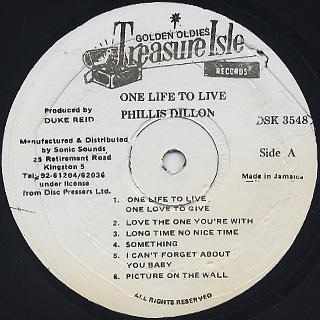 GOLDEN OLDIES
Treasure Isle
RECORDS
ONE LIFE TO LIVE
PHILLIS DILLON
Produced by
DUKE REID
DSK 3548
Manufactured & Distributed
by Sonic Sounds
25 Retirement Road
Kingston 5
Tel: 92-61204/62036
under license
from Disc Pressers Ltd.
Side A
Made in Jamaica
1. ONE LIFE TO LIVE,
ONE LOVE TO GIVE
2. LOVE THE ONE YOU'RE WITH
3. LONG TIME NO NICE TIME
4. SOMETHING
5. I CAN'T FORGET ABOUT
YOU BABY
6. PICTURE ON THE WALL
ALL RIGHTS RESERVED